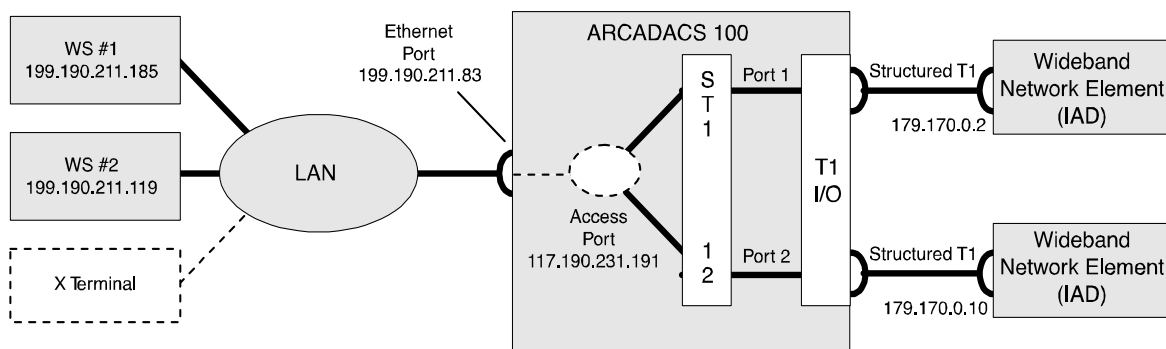 WS #1
199.190.211.185
WS #2
199.190.211.119
X Terminal
LAN
Ethernet
Port
199.190.211.83
ARCADACS 100
Access
Port
117.190.231.191
S
T
1
1
2
Port 1
Port 2
T1
I/O
Structured T1
179.170.0.2
Wideband
Network Element
(IAD)
Structured T1
179.170.0.10
Wideband
Network Element
(IAD)